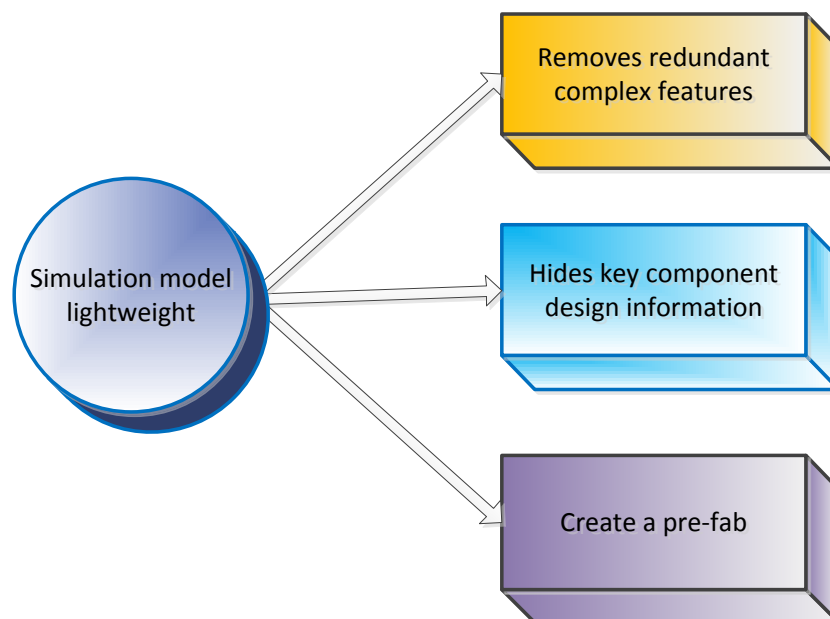 Removes redundant
complex features
Simulation model
lightweight
Hides key component
design information
Create a pre-fab